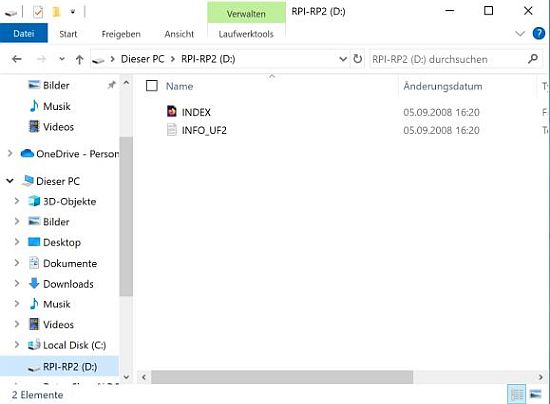 Verwalten
RPI-RP2 (D:)
Datei Start Freigeben Ansicht Laufwerktools
Dieser PC RPI-RP2 (D:)
RPI-RP2 (D:) durchsuchen
Bilder
Musik
Videos
OneDrive - Person
Dieser PC
3D-Objekte
Bilder
Desktop
Dokumente
Downloads
Musik
Videos
Local Disk (C:)
RPI-RP2 (D:)
Name Änderungsdatum
INDEX 05.09.2008 16:20
INFO_UF2 05.09.2008 16:20
2 Elemente